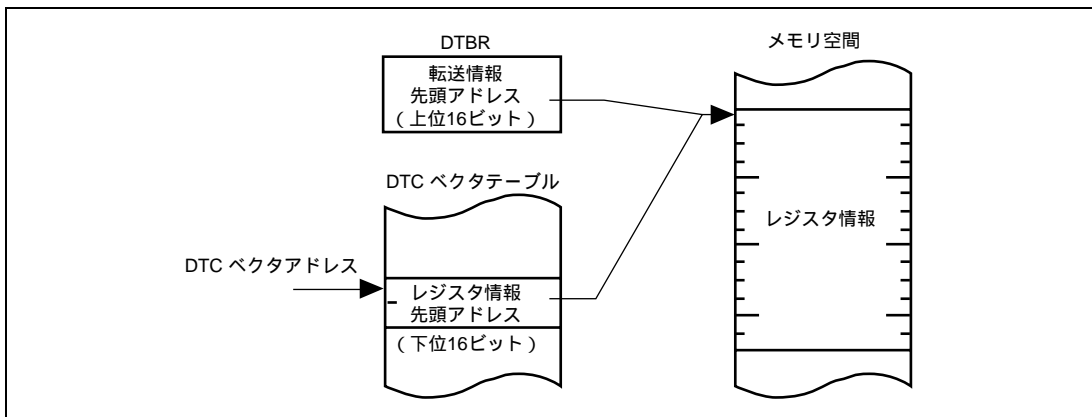 DTBR
転送情報
先頭アドレス
(上位16ビット)
DTC ベクタテーブル
DTC ベクタアドレス
レジスタ情報
先頭アドレス
(下位16ビット)
メモリ空間
レジスタ情報